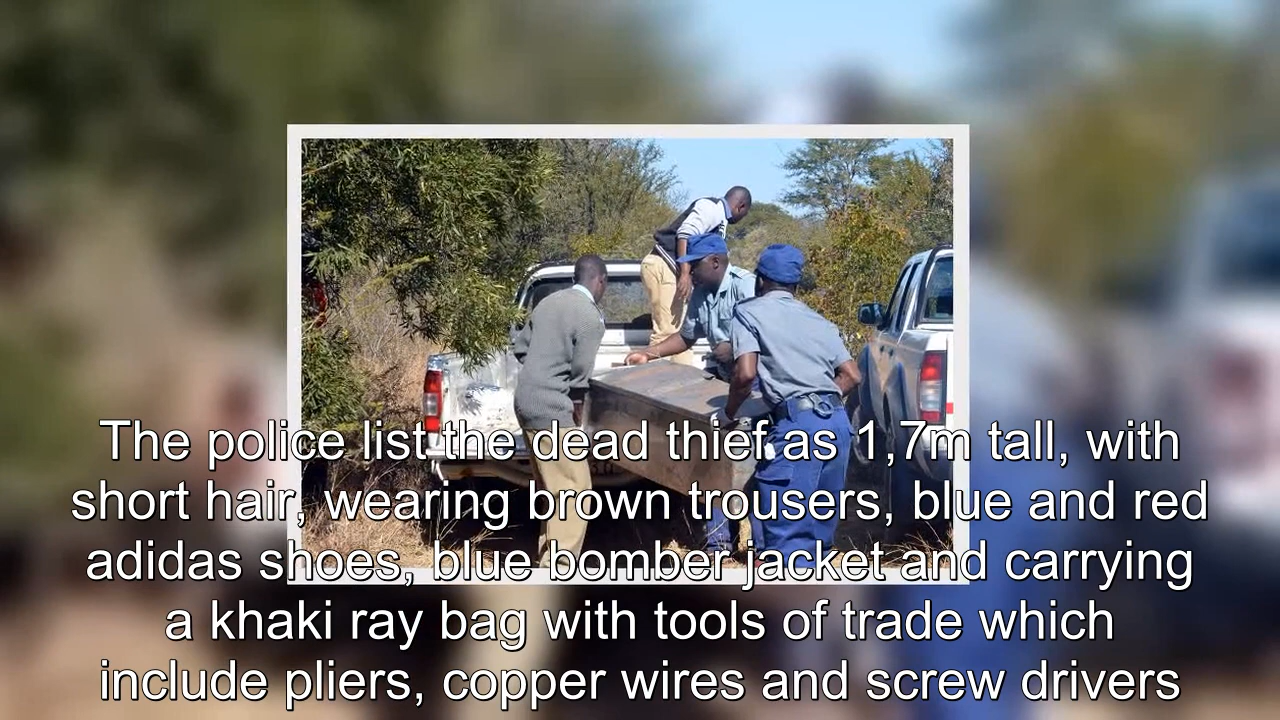 The police list the dead thief as 1,7m tall, with
short hair, wearing brown trousers, blue and red
adidas shoes, blue bomber jacket and carrying
a khaki ray bag with tools of trade which
include pliers, copper wires and screw drivers